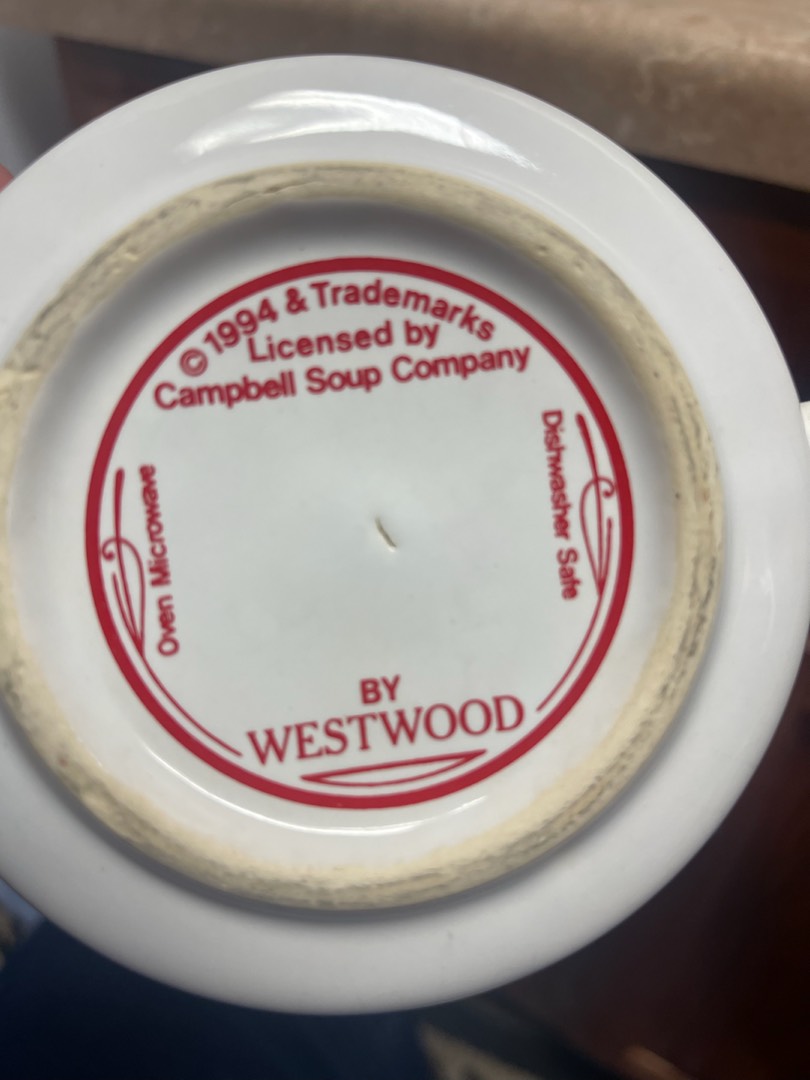 © 1994 & Trademarks
Licensed by
Campbell Soup Company
Oven Microwave
Dishwasher Safe
BY
WESTWOOD